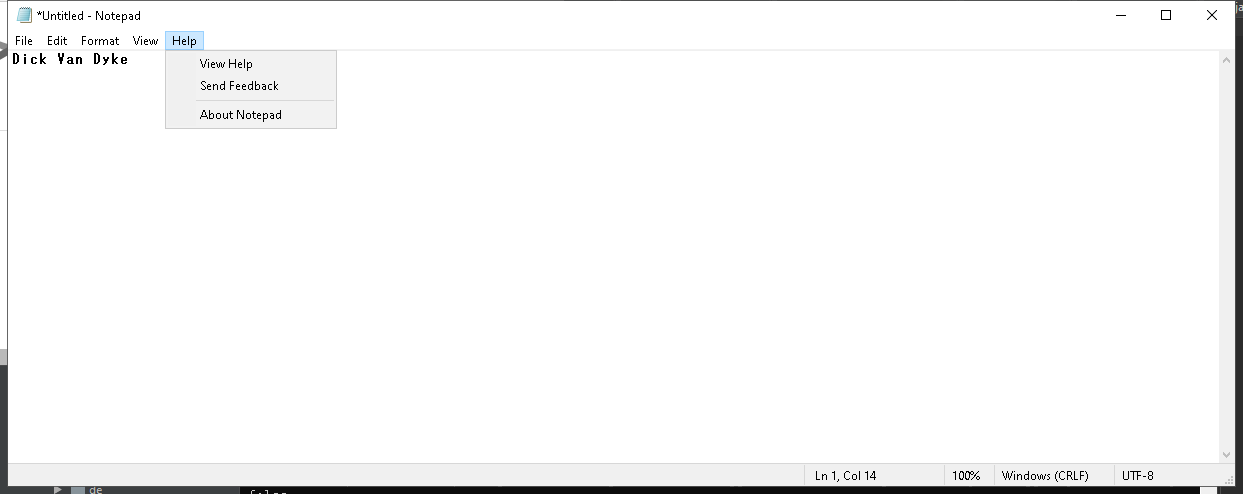 *Untitled - Notepad
File Edit Format View Help
Dick Van Dyke
View Help
Send Feedback
About Notepad
Ln 1, Col 14 100% Windows (CRLF) UTF-8
de